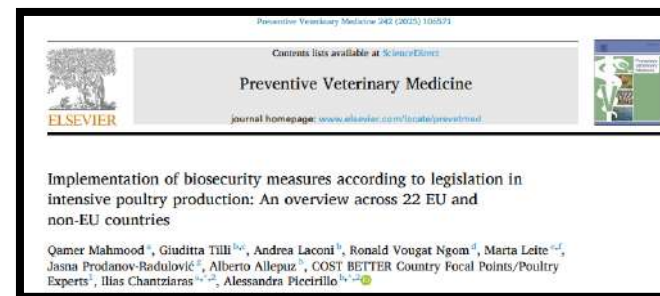 Preventive Veterinary Medicine 242 (2025) 106571
Contents lists available at ScienceDirect
Preventive Veterinary Medicine
journal homepage: www.elsevier.com/locate/prevetmed
ELSEVIER
Implementation of biosecurity measures according to legislation in
intensive poultry production: An overview across 22 EU and
non-EU countries
Qamer Mahmood a, Giuditta Tilli b,c, Andrea Laconi b, Ronald Vougat Ngom d, Marta Leite e,f,
Jasna Prodanov-Radulović g, Alberto Allepuz h, COST BETTER Country Focal Points/Poultry
Experts 1, Ilias Chantziaras a,*,2, Alessandra Piccirillo b,*,2